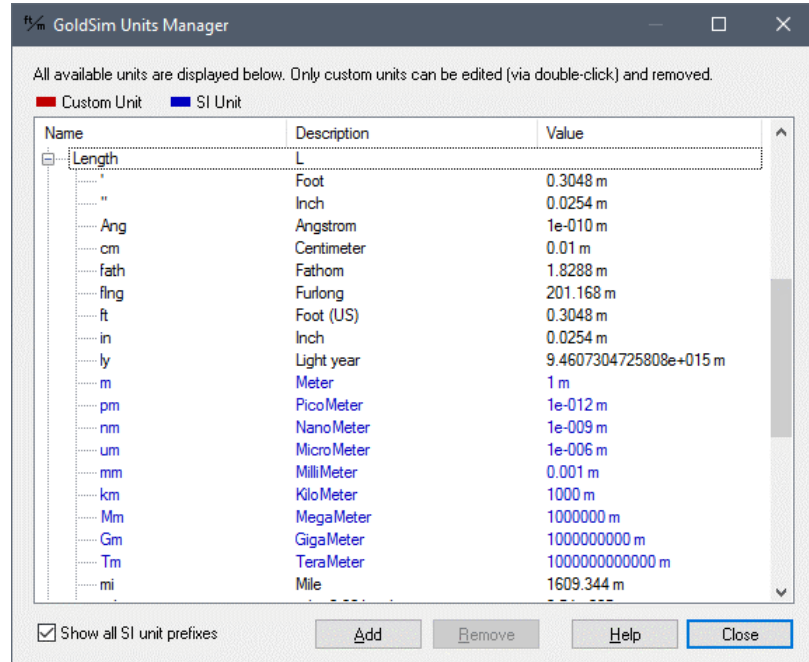 ft/m GoldSim Units Manager
All available units are displayed below. Only custom units can be edited (via double-click) and removed.
Custom Unit SI Unit
Name Description Value
Length L
' Foot 0.3048 m
" Inch 0.0254 m
Ang Angstrom 1e-010 m
cm Centimeter 0.01 m
fath Fathom 1.8288 m
flng Furlong 201.168 m
ft Foot (US) 0.3048 m
in Inch 0.0254 m
ly Light year 9.4607304725808e+015 m
m Meter 1 m
pm PicoMeter 1e-012 m
nm NanoMeter 1e-009 m
um MicroMeter 1e-006 m
mm MilliMeter 0.001 m
km KiloMeter 1000 m
Mm MegaMeter 1000000 m
Gm GigaMeter 1000000000 m
Tm TeraMeter 1000000000000 m
mi Mile 1609.344 m
Show all SI unit prefixes Add Remove Help Close